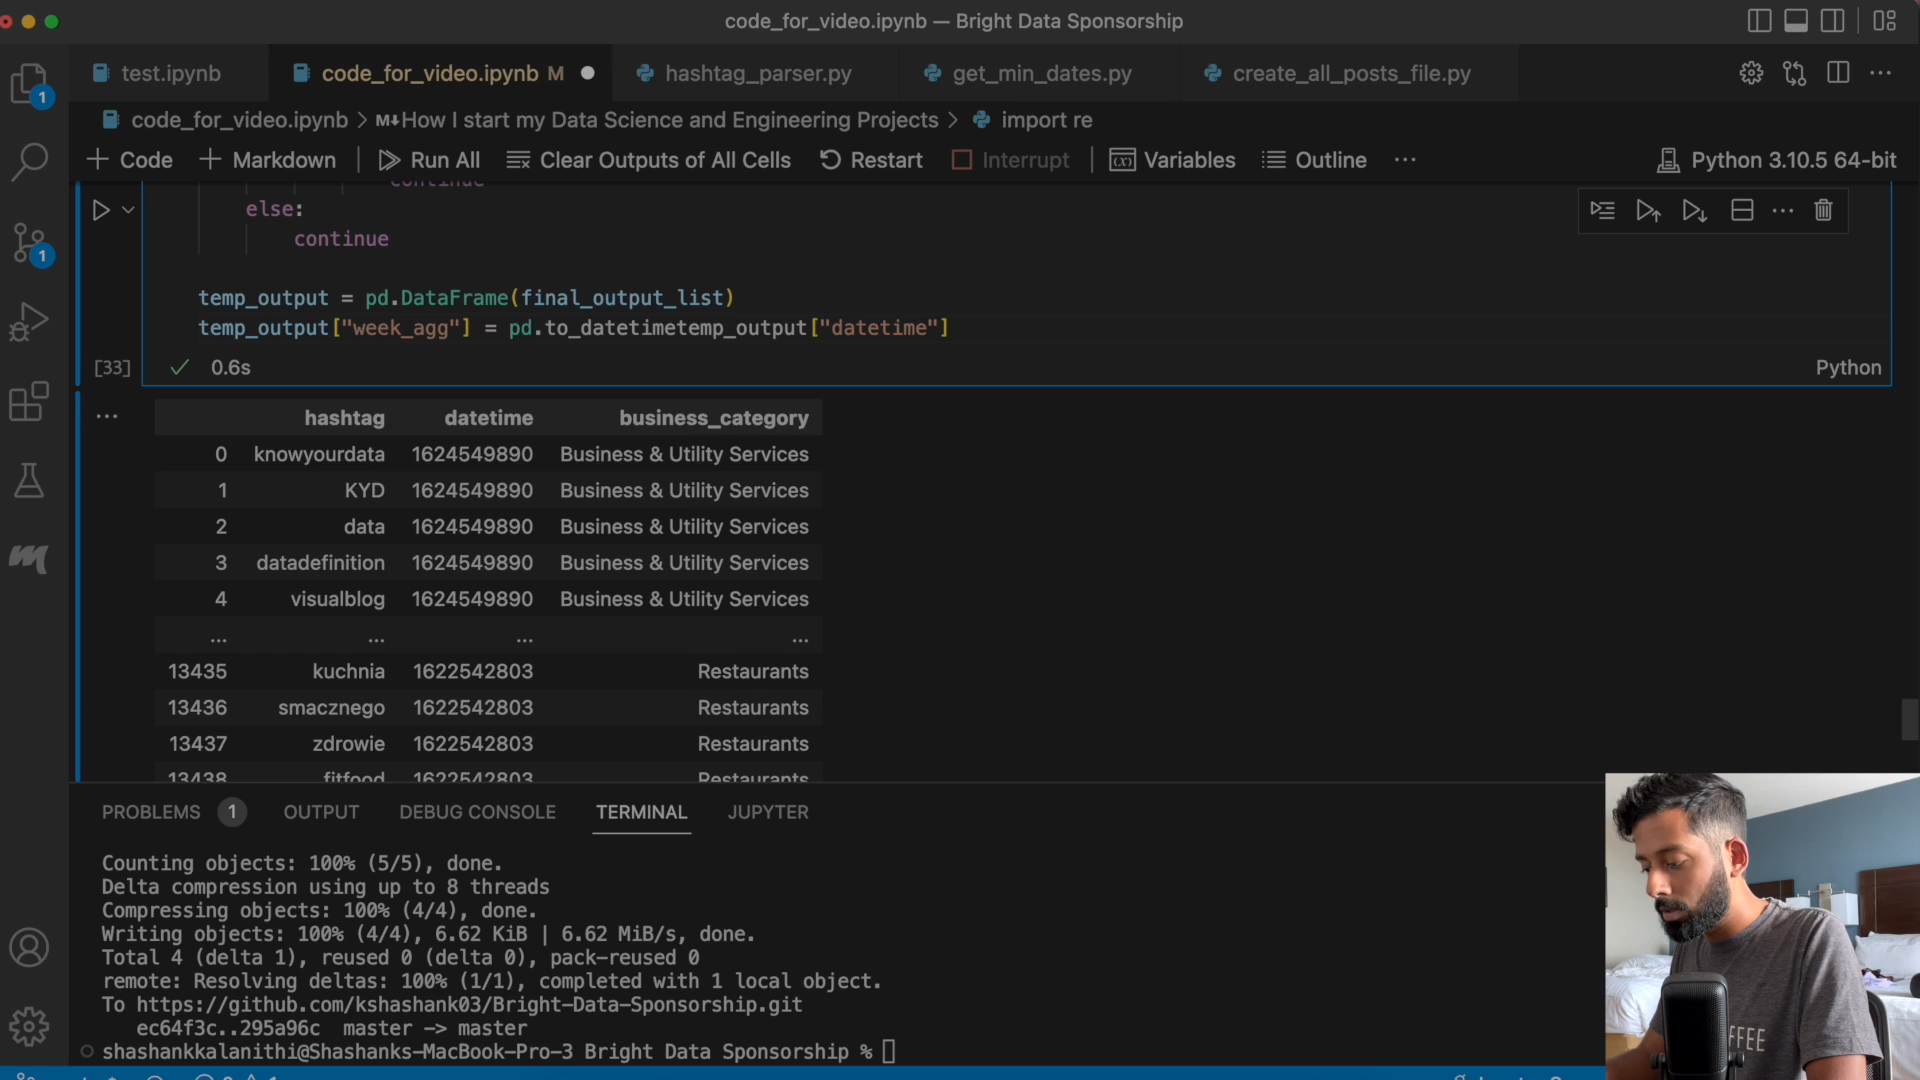 code_for_video.ipynb — Bright Data Sponsorship
test.ipynb
code_for_video.ipynb M
hashtag_parser.py
get_min_dates.py
create_all_posts_file.py
1
code_for_video.ipynb > M↓How I start my Data Science and Engineering Projects > import re
+ Code + Markdown | Run All Clear Outputs of All Cells Restart Interrupt | Variables Outline ... Python 3.10.5 64-bit
continue
else:
continue
1
temp_output = pd.DataFrame(final_output_list)
temp_output["week_agg"] = pd.to_datetimetemp_output["datetime"]
[33] ✓ 0.6s Python
... hashtag datetime business_category
0 knowyourdata 1624549890 Business & Utility Services
1 KYD 1624549890 Business & Utility Services
2 data 1624549890 Business & Utility Services
3 datadefinition 1624549890 Business & Utility Services
4 visualblog 1624549890 Business & Utility Services
... ... ... ...
13435 kuchnia 1622542803 Restaurants
13436 smacznego 1622542803 Restaurants
13437 zdrowie 1622542803 Restaurants
13438 fitfood 1622542803 Restaurants
PROBLEMS 1 OUTPUT DEBUG CONSOLE TERMINAL JUPYTER
Counting objects: 100% (5/5), done.
Delta compression using up to 8 threads
Compressing objects: 100% (4/4), done.
Writing objects: 100% (4/4), 6.62 KiB | 6.62 MiB/s, done.
Total 4 (delta 1), reused 0 (delta 0), pack-reused 0
remote: Resolving deltas: 100% (1/1), completed with 1 local object.
To https://github.com/kshashank03/Bright-Data-Sponsorship.git
ec64f3c..295a96c master -> master
shashankkalanithi@Shashanks-MacBook-Pro-3 Bright Data Sponsorship %